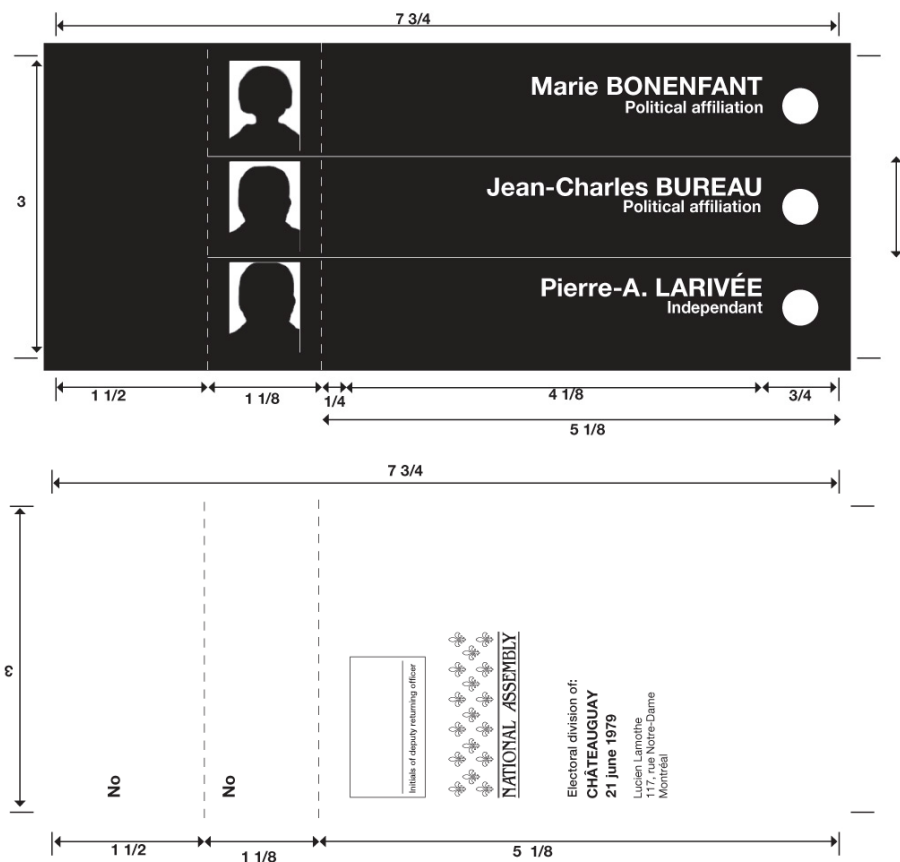 7 3/4
3
Marie BONENFANT
Political affiliation
Jean-Charles BUREAU
Political affiliation
Pierre-A. LARIVÉE
Independant
1 1/2
1 1/8
1/4
4 1/8
3/4
5 1/8
7 3/4
3
No
No
Initials of deputy returning officer
NATIONAL ASSEMBLY
Electoral division of:
CHÂTEAUGUAY
21 june 1979
Lucien Lamothe
117, rue Notre-Dame
Montréal
1 1/2
1 1/8
5 1/8